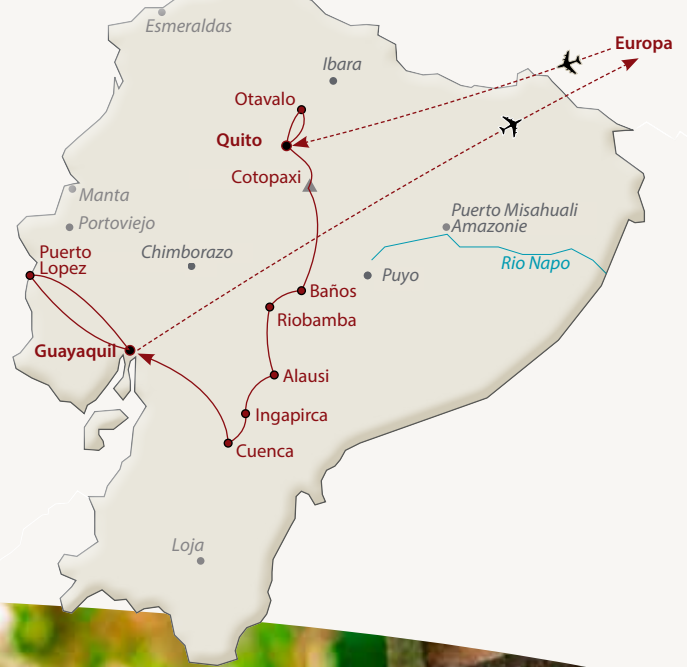 Esmeraldas
Europa
Ibara
Otavalo
Quito
Cotopaxi
Manta
Portoviejo
Puerto Misahuali
Amazonie
Chimborazo
Puerto
Lopez
Rio Napo
Puyo
Baños
Riobamba
Guayaquil
Alausi
Ingapirca
Cuenca
Loja